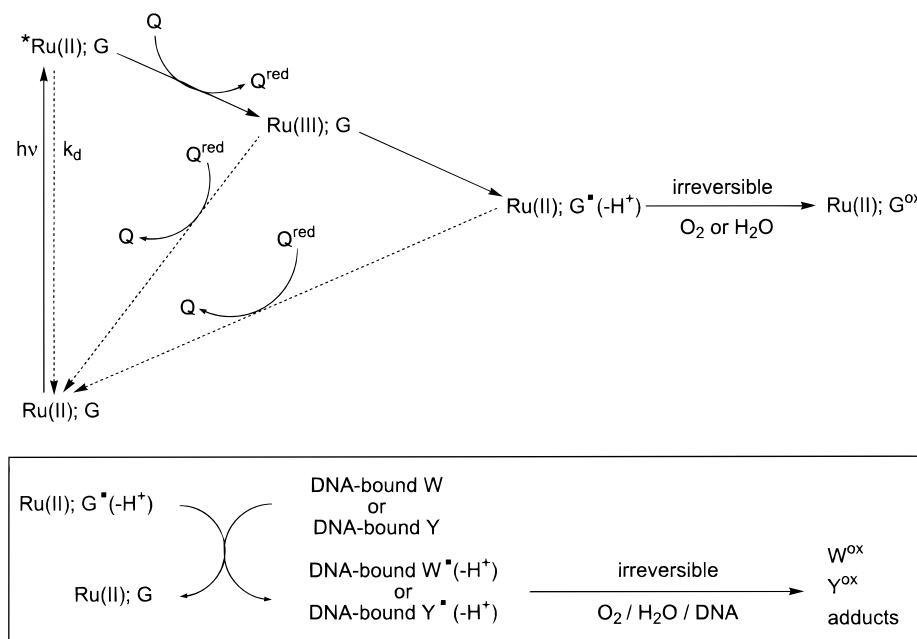 Q
*Ru(II); G
Q^red
Ru(III); G
hν
k_d
Q^red
irreversible
Ru(II); G■(-H⁺)
Ru(II); G^ox
O₂ or H₂O
Q
Q^red
Q
Ru(II); G
DNA-bound W
Ru(II); G■(-H⁺)
or
DNA-bound Y
DNA-bound W■(-H⁺)
irreversible
W^ox
Ru(II); G
or
Y^ox
DNA-bound Y■(-H⁺)
O₂ / H₂O / DNA
adducts